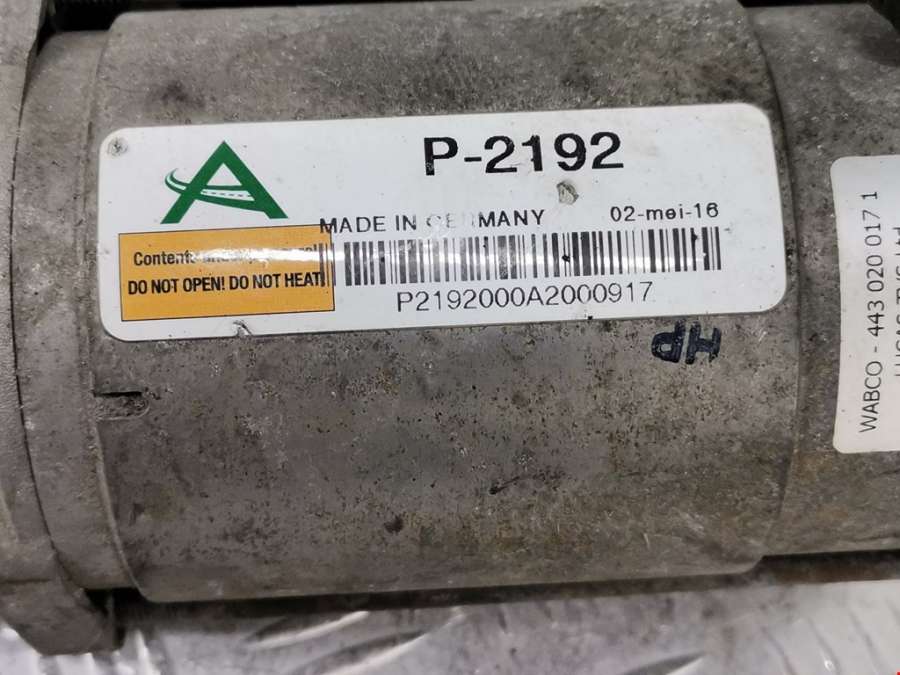 P-2192
MADE IN GERMANY 02-mei-16
DO NOT OPEN! DO NOT HEAT!
P2192000A2000917
HP
WABCO - 443 020 017 1